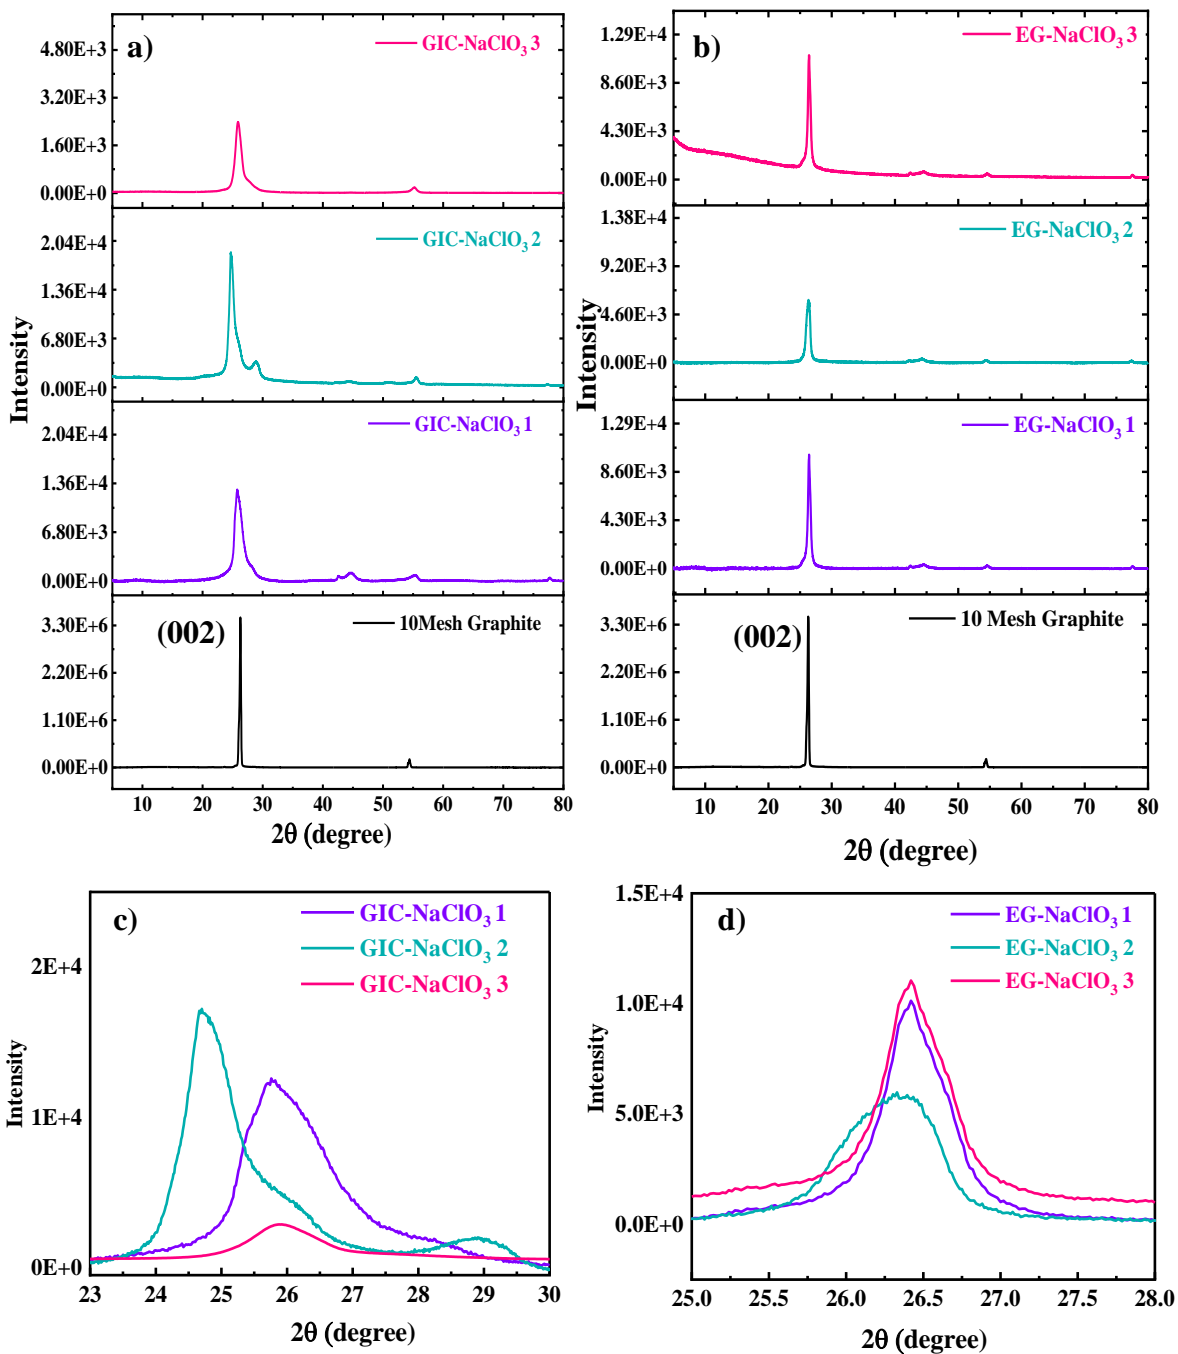 a)
GIC-NaClO₃ 3
4.80E+3
3.20E+3
1.60E+3
0.00E+0
GIC-NaClO₃ 2
2.04E+4
1.36E+4
6.80E+3
0.00E+0
GIC-NaClO₃ 1
2.04E+4
1.36E+4
6.80E+3
0.00E+0
(002)
10Mesh Graphite
3.30E+6
2.20E+6
1.10E+6
0.00E+0
Intensity
10 20 30 40 50 60 70 80
2θ (degree)
b)
EG-NaClO₃ 3
1.29E+4
8.60E+3
4.30E+3
0.00E+0
EG-NaClO₃ 2
1.38E+4
9.20E+3
4.60E+3
0.00E+0
EG-NaClO₃ 1
1.29E+4
8.60E+3
4.30E+3
0.00E+0
(002)
10 Mesh Graphite
3.30E+6
2.20E+6
1.10E+6
0.00E+0
Intensity
10 20 30 40 50 60 70 80
2θ (degree)
c)
GIC-NaClO₃ 1
GIC-NaClO₃ 2
GIC-NaClO₃ 3
2E+4
1E+4
0E+0
Intensity
23 24 25 26 27 28 29 30
2θ (degree)
d)
EG-NaClO₃ 1
EG-NaClO₃ 2
EG-NaClO₃ 3
1.5E+4
1.0E+4
5.0E+3
0.0E+0
Intensity
25.0 25.5 26.0 26.5 27.0 27.5 28.0
2θ (degree)